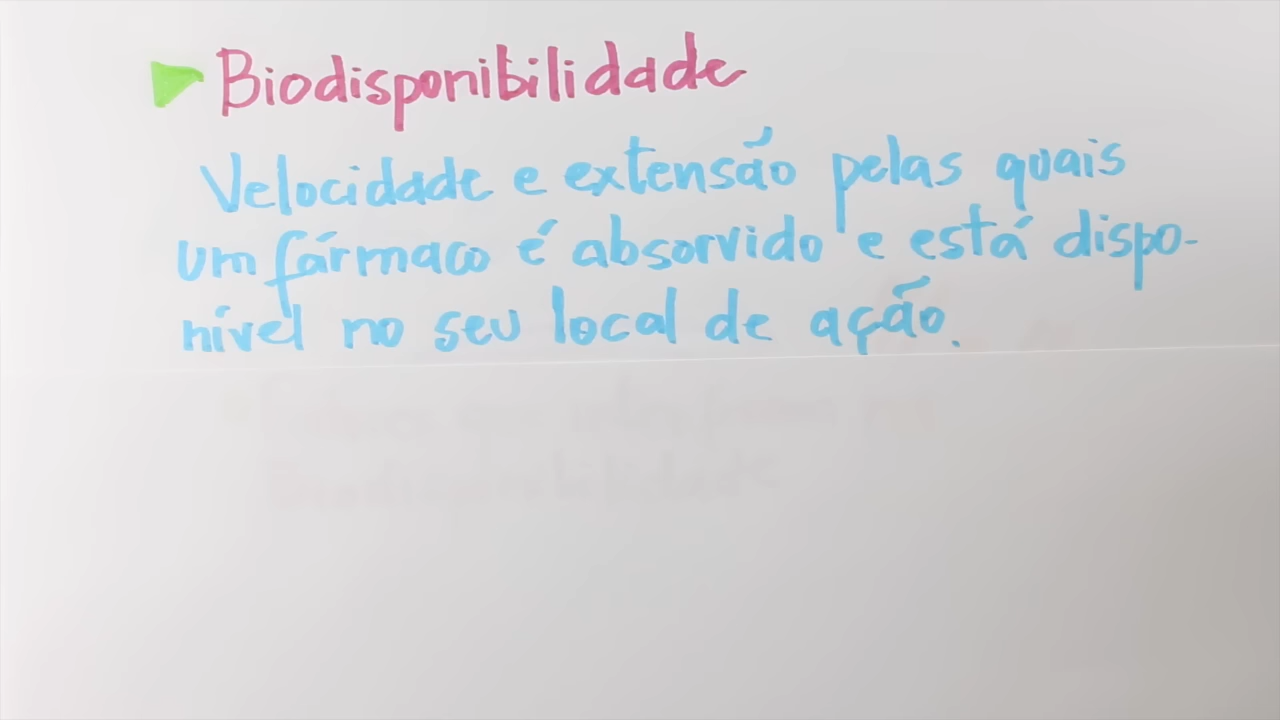 Biodisponibilidade
Velocidade e extensão pelas quais
um fármaco é absorvido e está dispo-
nível no seu local de ação.